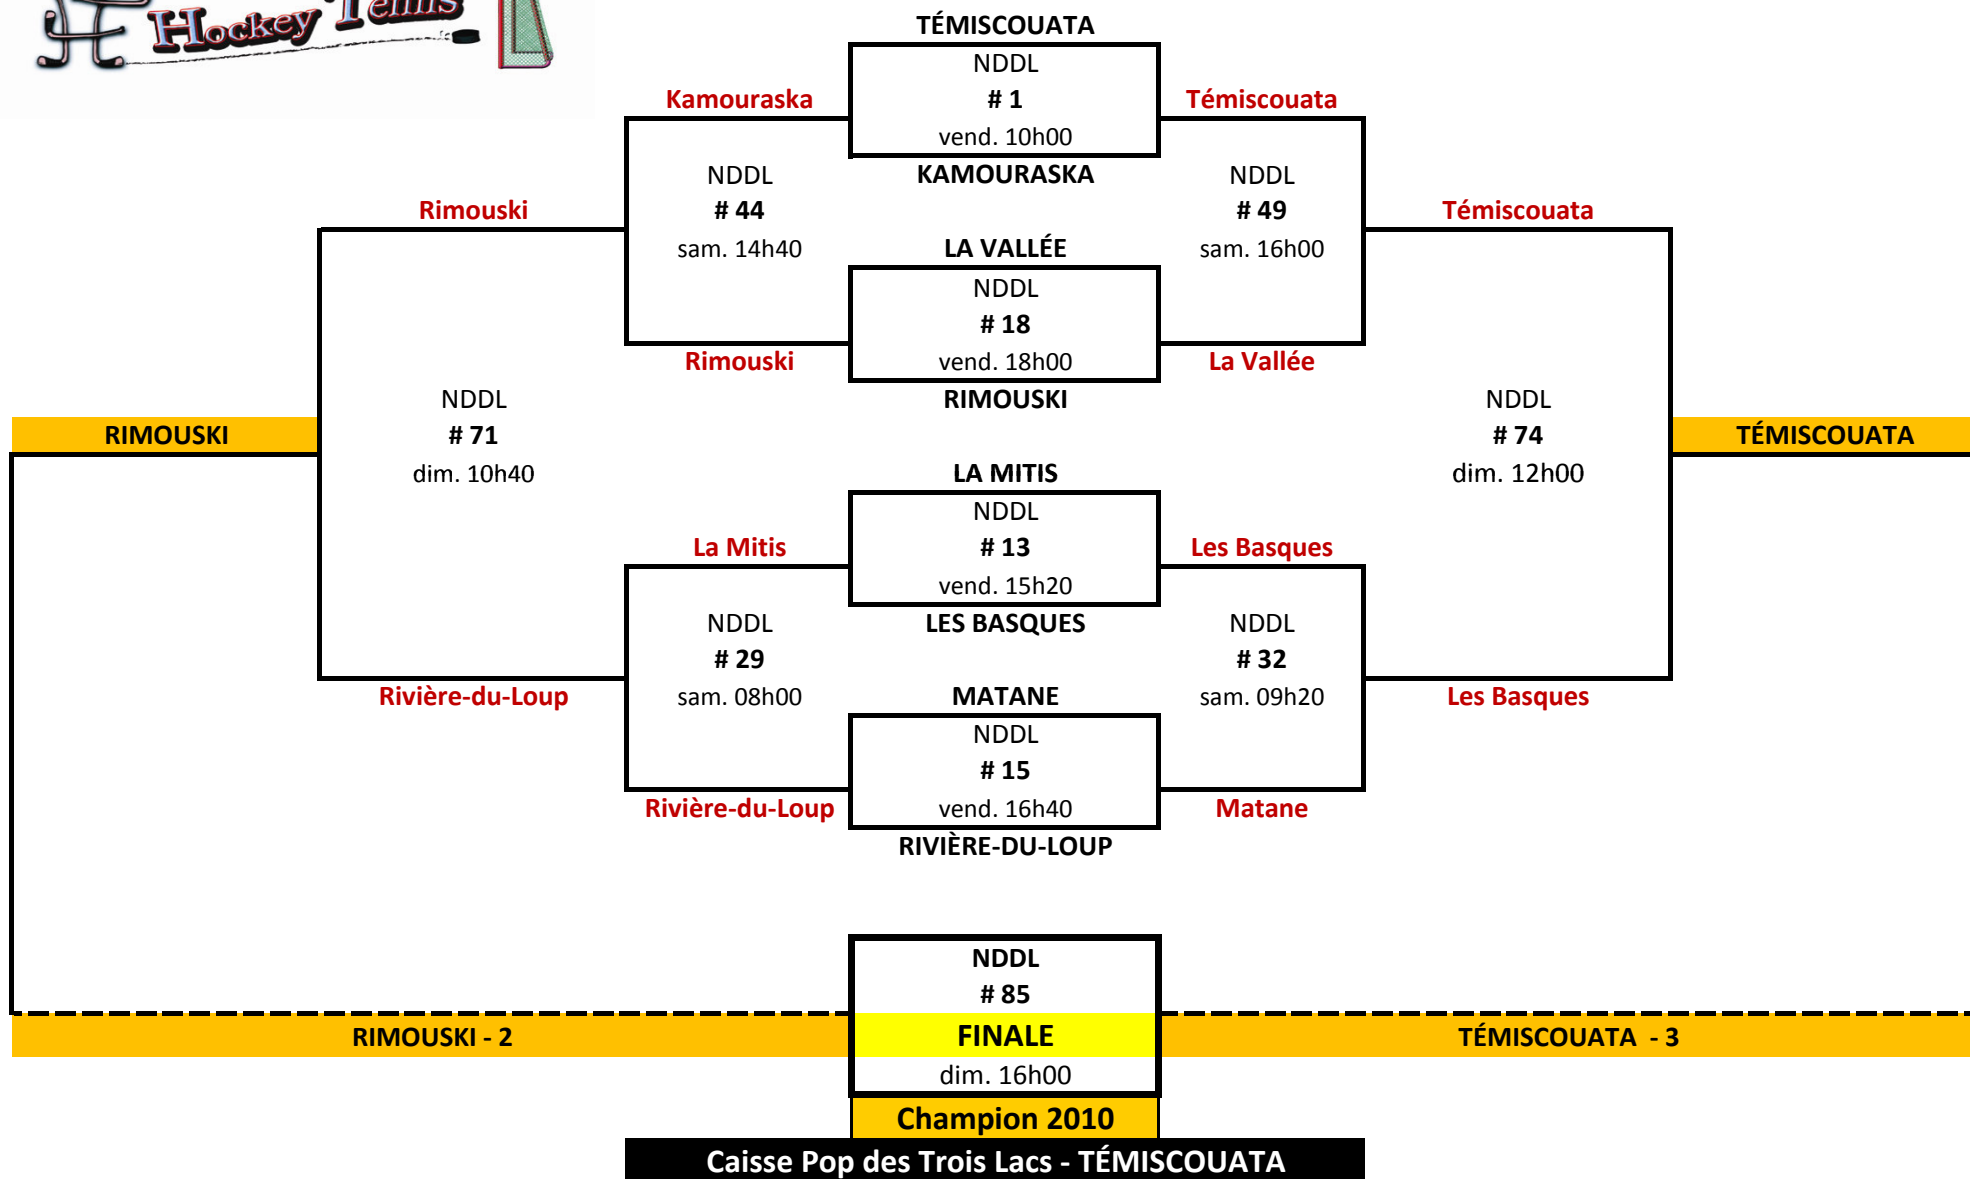 Hockey Tennis
TÉMISCOUATA
NDDL
# 1
vend. 10h00
KAMOURASKA
Kamouraska
Témiscouata
NDDL
# 44
sam. 14h40
NDDL
# 49
sam. 16h00
Rimouski
Témiscouata
LA VALLÉE
NDDL
# 18
vend. 18h00
RIMOUSKI
Rimouski
La Vallée
NDDL
# 71
dim. 10h40
NDDL
# 74
dim. 12h00
RIMOUSKI
TÉMISCOUATA
LA MITIS
NDDL
# 13
vend. 15h20
LES BASQUES
La Mitis
Les Basques
NDDL
# 29
sam. 08h00
NDDL
# 32
sam. 09h20
Rivière-du-Loup
Les Basques
MATANE
NDDL
# 15
vend. 16h40
RIVIÈRE-DU-LOUP
Rivière-du-Loup
Matane
NDDL
# 85
RIMOUSKI - 2
FINALE
TÉMISCOUATA - 3
dim. 16h00
Champion 2010
Caisse Pop des Trois Lacs - TÉMISCOUATA